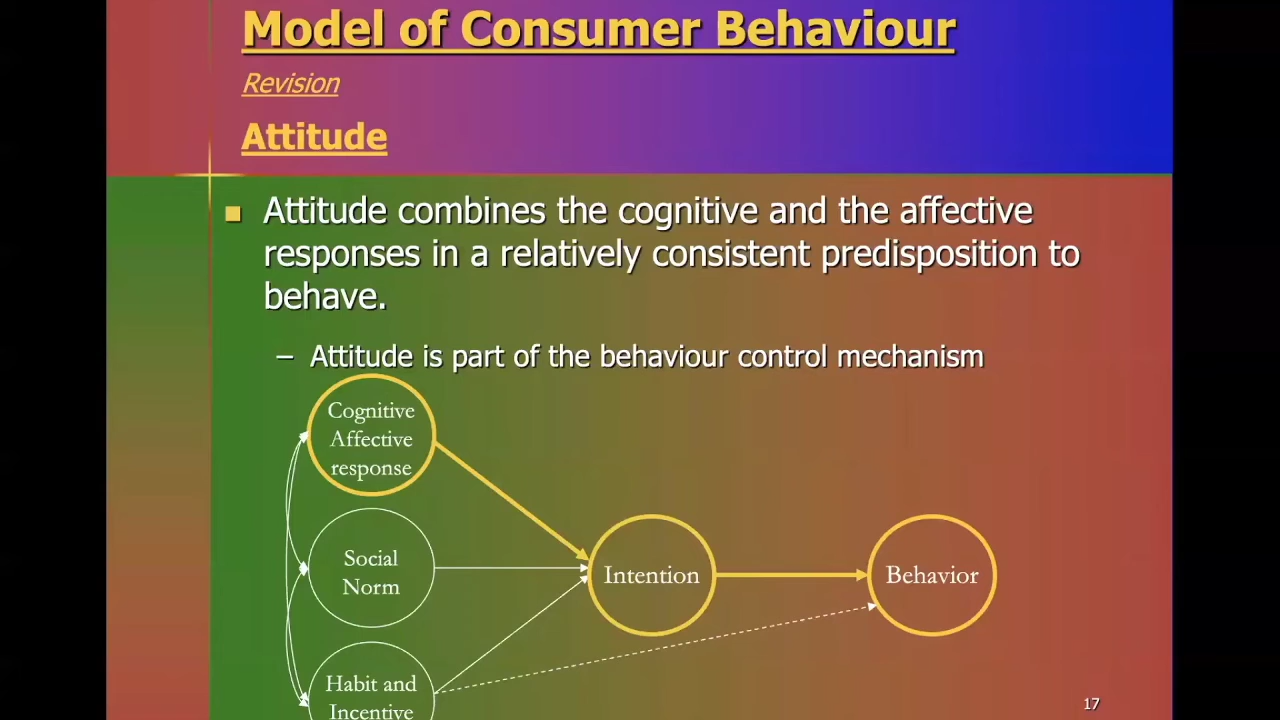 Model of Consumer Behaviour
Revision
Attitude
Attitude combines the cognitive and the affective
responses in a relatively consistent predisposition to
behave.
– Attitude is part of the behaviour control mechanism
Cognitive
Affective
response
Social
Norm
Intention
Behavior
Habit and
Incentive
17